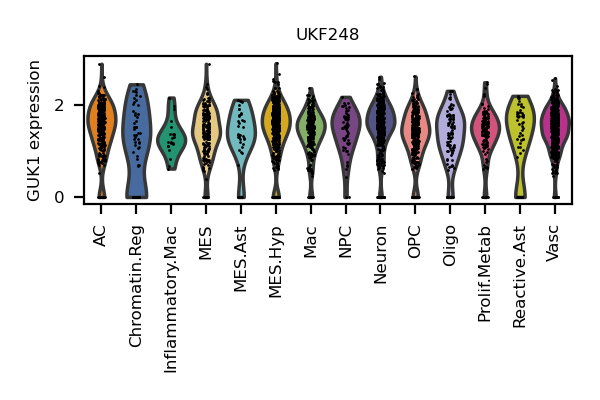 UKF248
GUK1 expression
2
0
AC
Chromatin.Reg
Inflammatory.Mac
MES
MES.Ast
MES.Hyp
Mac
NPC
Neuron
OPC
Oligo
Prolif.Metab
Reactive.Ast
Vasc